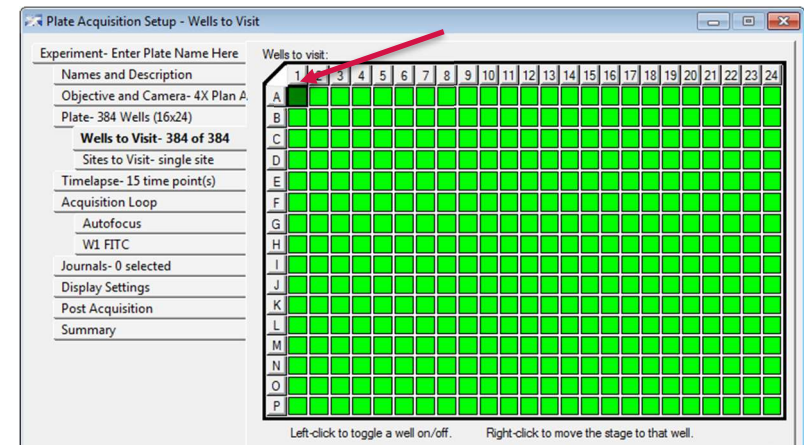 Plate Acquisition Setup - Wells to Visit
Experiment- Enter Plate Name Here
Names and Description
Objective and Camera- 4X Plan A
Plate- 384 Wells (16x24)
Wells to Visit- 384 of 384
Sites to Visit- single site
Timelapse- 15 time point(s)
Acquisition Loop
Autofocus
W1 FITC
Journals- 0 selected
Display Settings
Post Acquisition
Summary
Wells to visit:
1 2 3 4 5 6 7 8 9 10 11 12 13 14 15 16 17 18 19 20 21 22 23 24
A
B
C
D
E
F
G
H
I
J
K
L
M
N
O
P
Left-click to toggle a well on/off. Right-click to move the stage to that well.